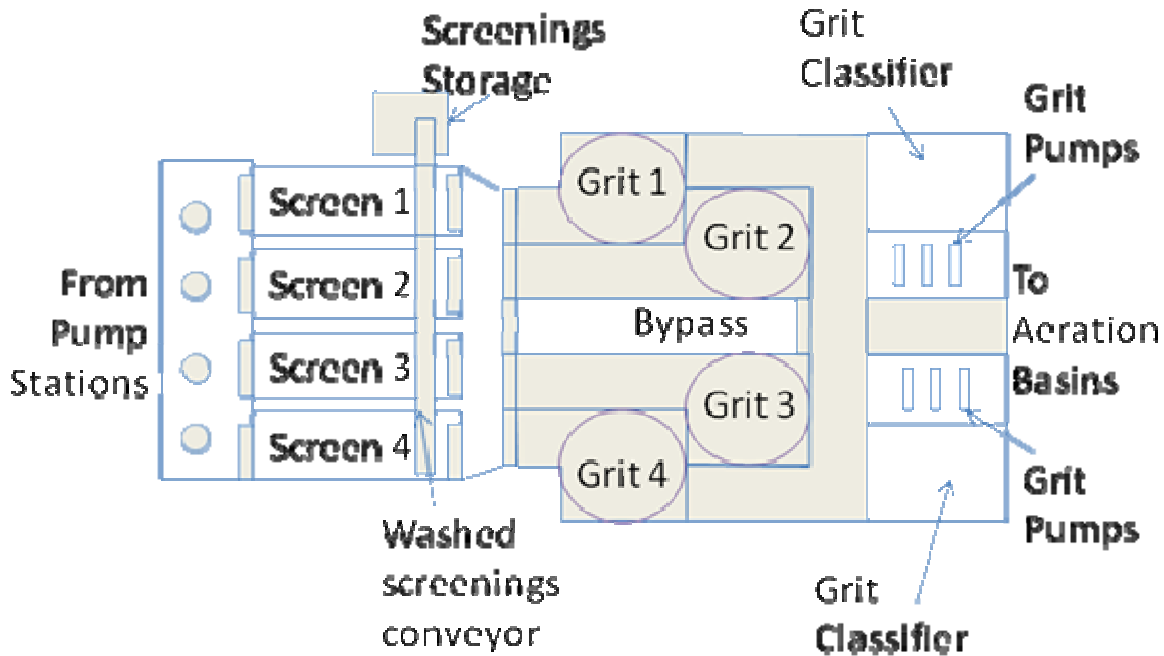 Screenings
Storage
Grit
Classifier
Grit
Pumps
From
Pump
Stations
Screen 1
Screen 2
Screen 3
Screen 4
Grit 1
Grit 2
Bypass
Grit 3
Grit 4
To
Aeration
Basins
Grit
Pumps
Washed
screenings
conveyor
Grit
Classifier